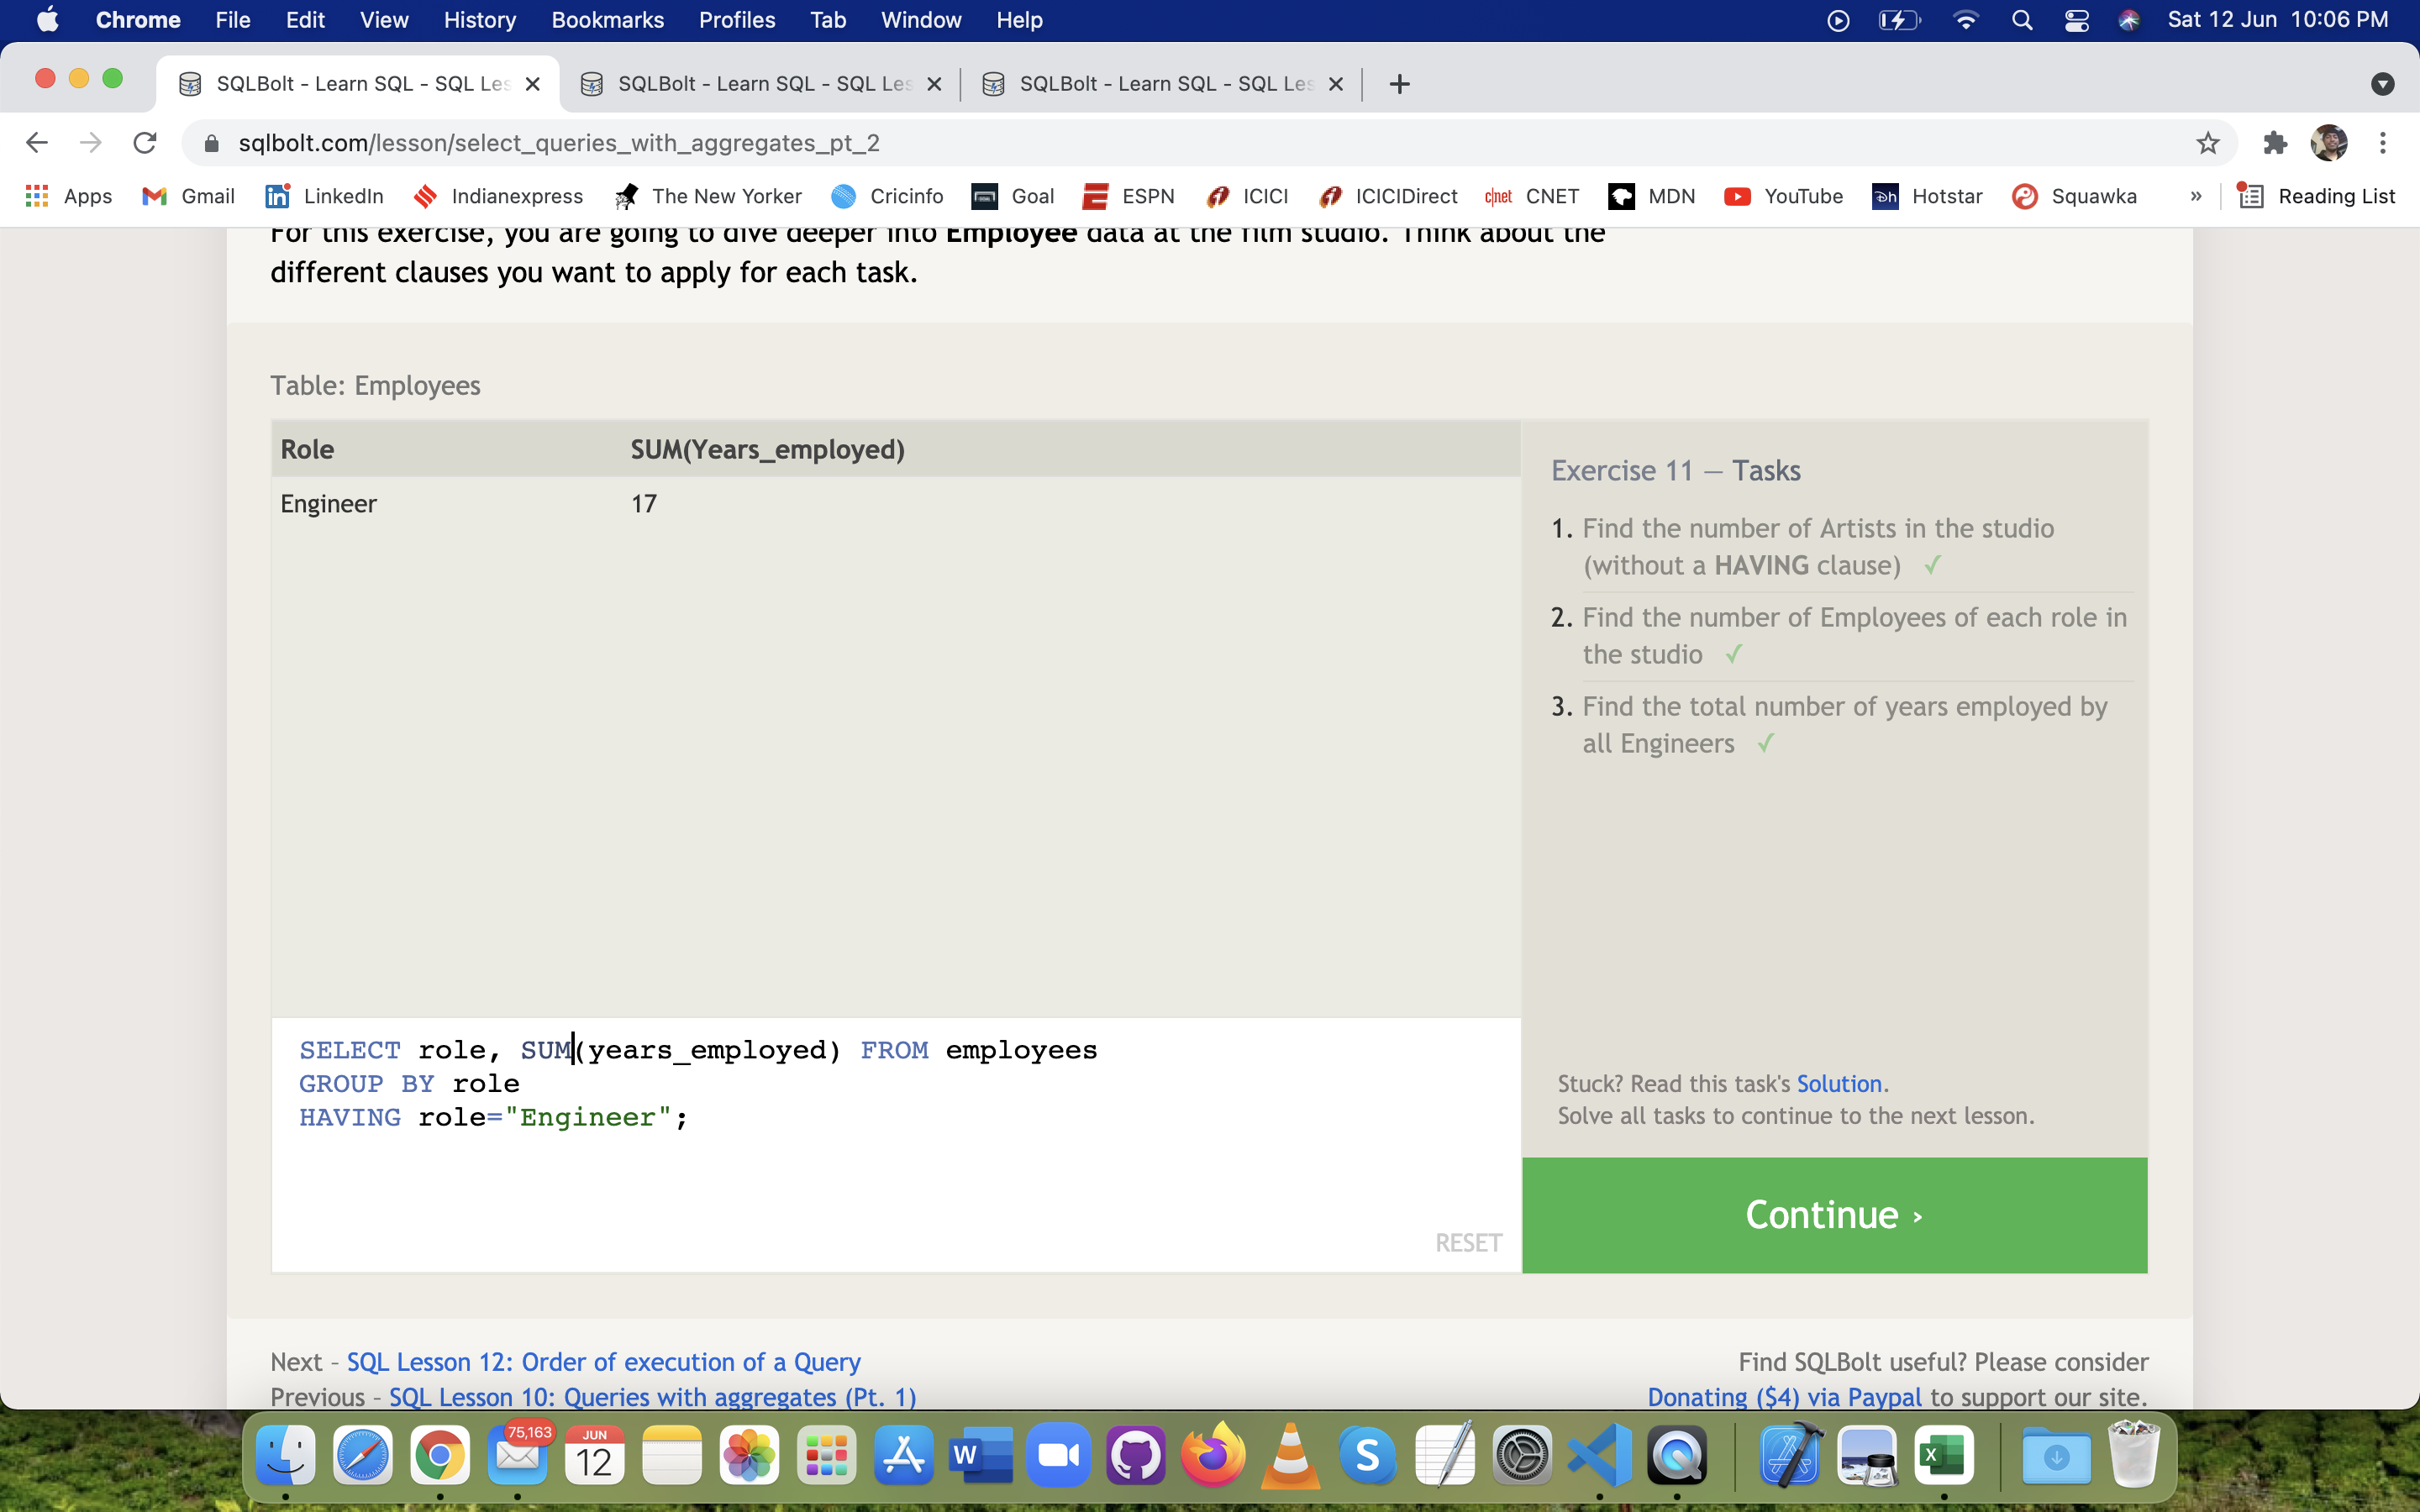 Chrome File Edit View History Bookmarks Profiles Tab Window Help Sat 12 Jun 10:06 PM
SQLBolt - Learn SQL - SQL Les SQLBolt - Learn SQL - SQL Les SQLBolt - Learn SQL - SQL Les
sqlbolt.com/lesson/select_queries_with_aggregates_pt_2
Apps Gmail LinkedIn Indianexpress The New Yorker Cricinfo Goal ESPN ICICI ICICIDirect CNET MDN YouTube Hotstar Squawka » Reading List
For this exercise, you are going to dive deeper into Employee data at the film studio. Think about the
different clauses you want to apply for each task.
Table: Employees
Role SUM(Years_employed)
Engineer 17
Exercise 11 — Tasks
1. Find the number of Artists in the studio
(without a HAVING clause) ✓
2. Find the number of Employees of each role in
the studio ✓
3. Find the total number of years employed by
all Engineers ✓
SELECT role, SUM(years_employed) FROM employees
GROUP BY role
HAVING role="Engineer";
RESET
Stuck? Read this task's Solution.
Solve all tasks to continue to the next lesson.
Continue ›
Next – SQL Lesson 12: Order of execution of a Query
Previous – SQL Lesson 10: Queries with aggregates (Pt. 1)
Find SQLBolt useful? Please consider
Donating ($4) via Paypal to support our site.
75,163
JUN
12